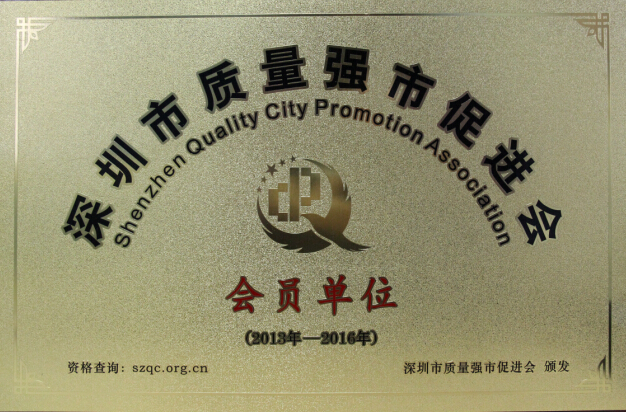 深圳市质量强市促进会
Shenzhen Quality City Promotion Association
会员单位
(2013年—2016年)
资格查询: szqc.org.cn
深圳市质量强市促进会 颁发